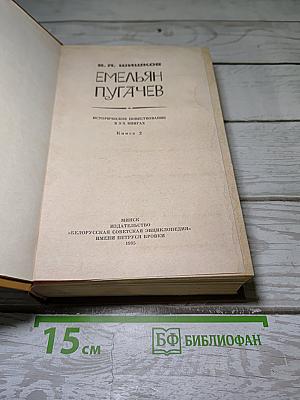 В. Я. ШИШКОВ
ЕМЕЛЬЯН
ПУГАЧЕВ
ИСТОРИЧЕСКОЕ ПОВЕСТВОВАНИЕ
В 3-Х КНИГАХ
Книга 2
МИНСК
ИЗДАТЕЛЬСТВО
«БЕЛОРУССКАЯ СОВЕТСКАЯ ЭНЦИКЛОПЕДИЯ»
ИМЕНИ ПЕТРУСЯ БРОВКИ
1985
15 см
БФ БИБЛИОФАН